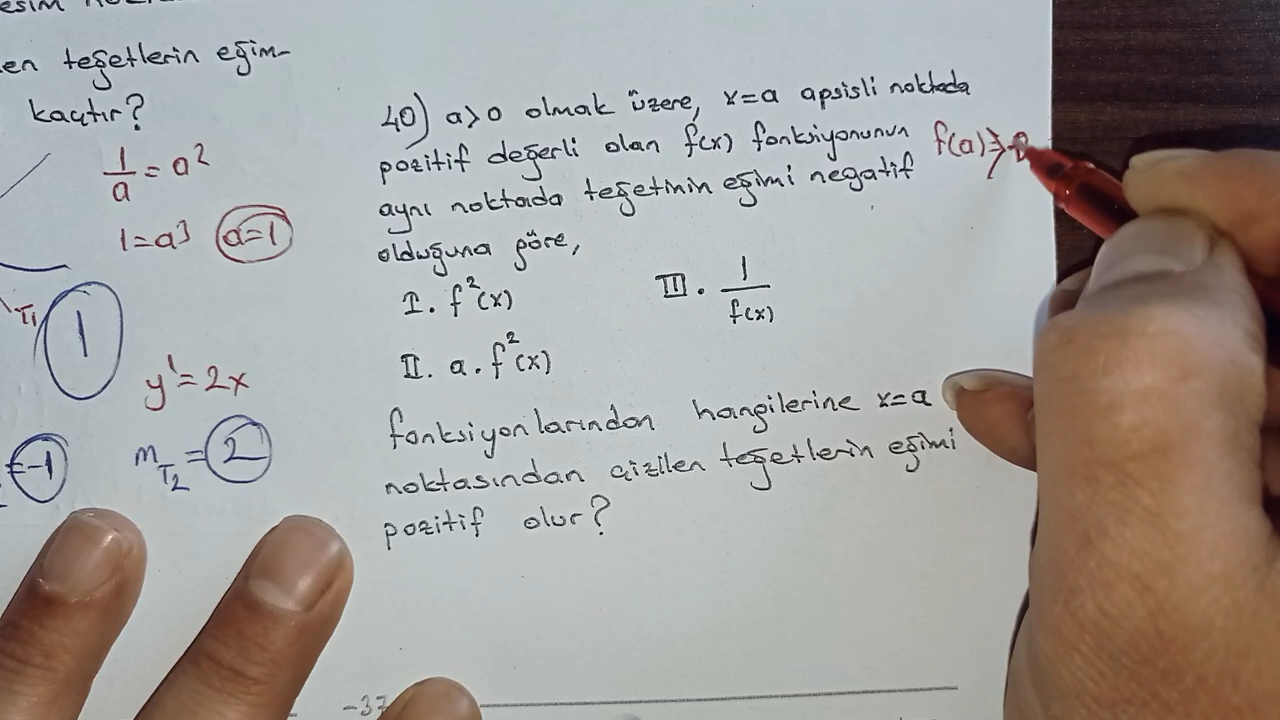 en teğetlerin eğim-
kaçtır?
1/a = a²
1=a³ a=1
T₁
1
y'=2x
m_T₂ = 2
-1
40) a>0 olmak üzere, x=a apsisli noktada
pozitif değerli olan f(x) fonksiyonunun f(a)
aynı noktada teğetinin eğimi negatif
olduğuna göre,
I. f²(x) III. 1/f(x)
II. a.f²(x)
fonksiyonlarından hangilerine x=a
noktasından çizilen teğetlerin eğimi
pozitif olur?
-37